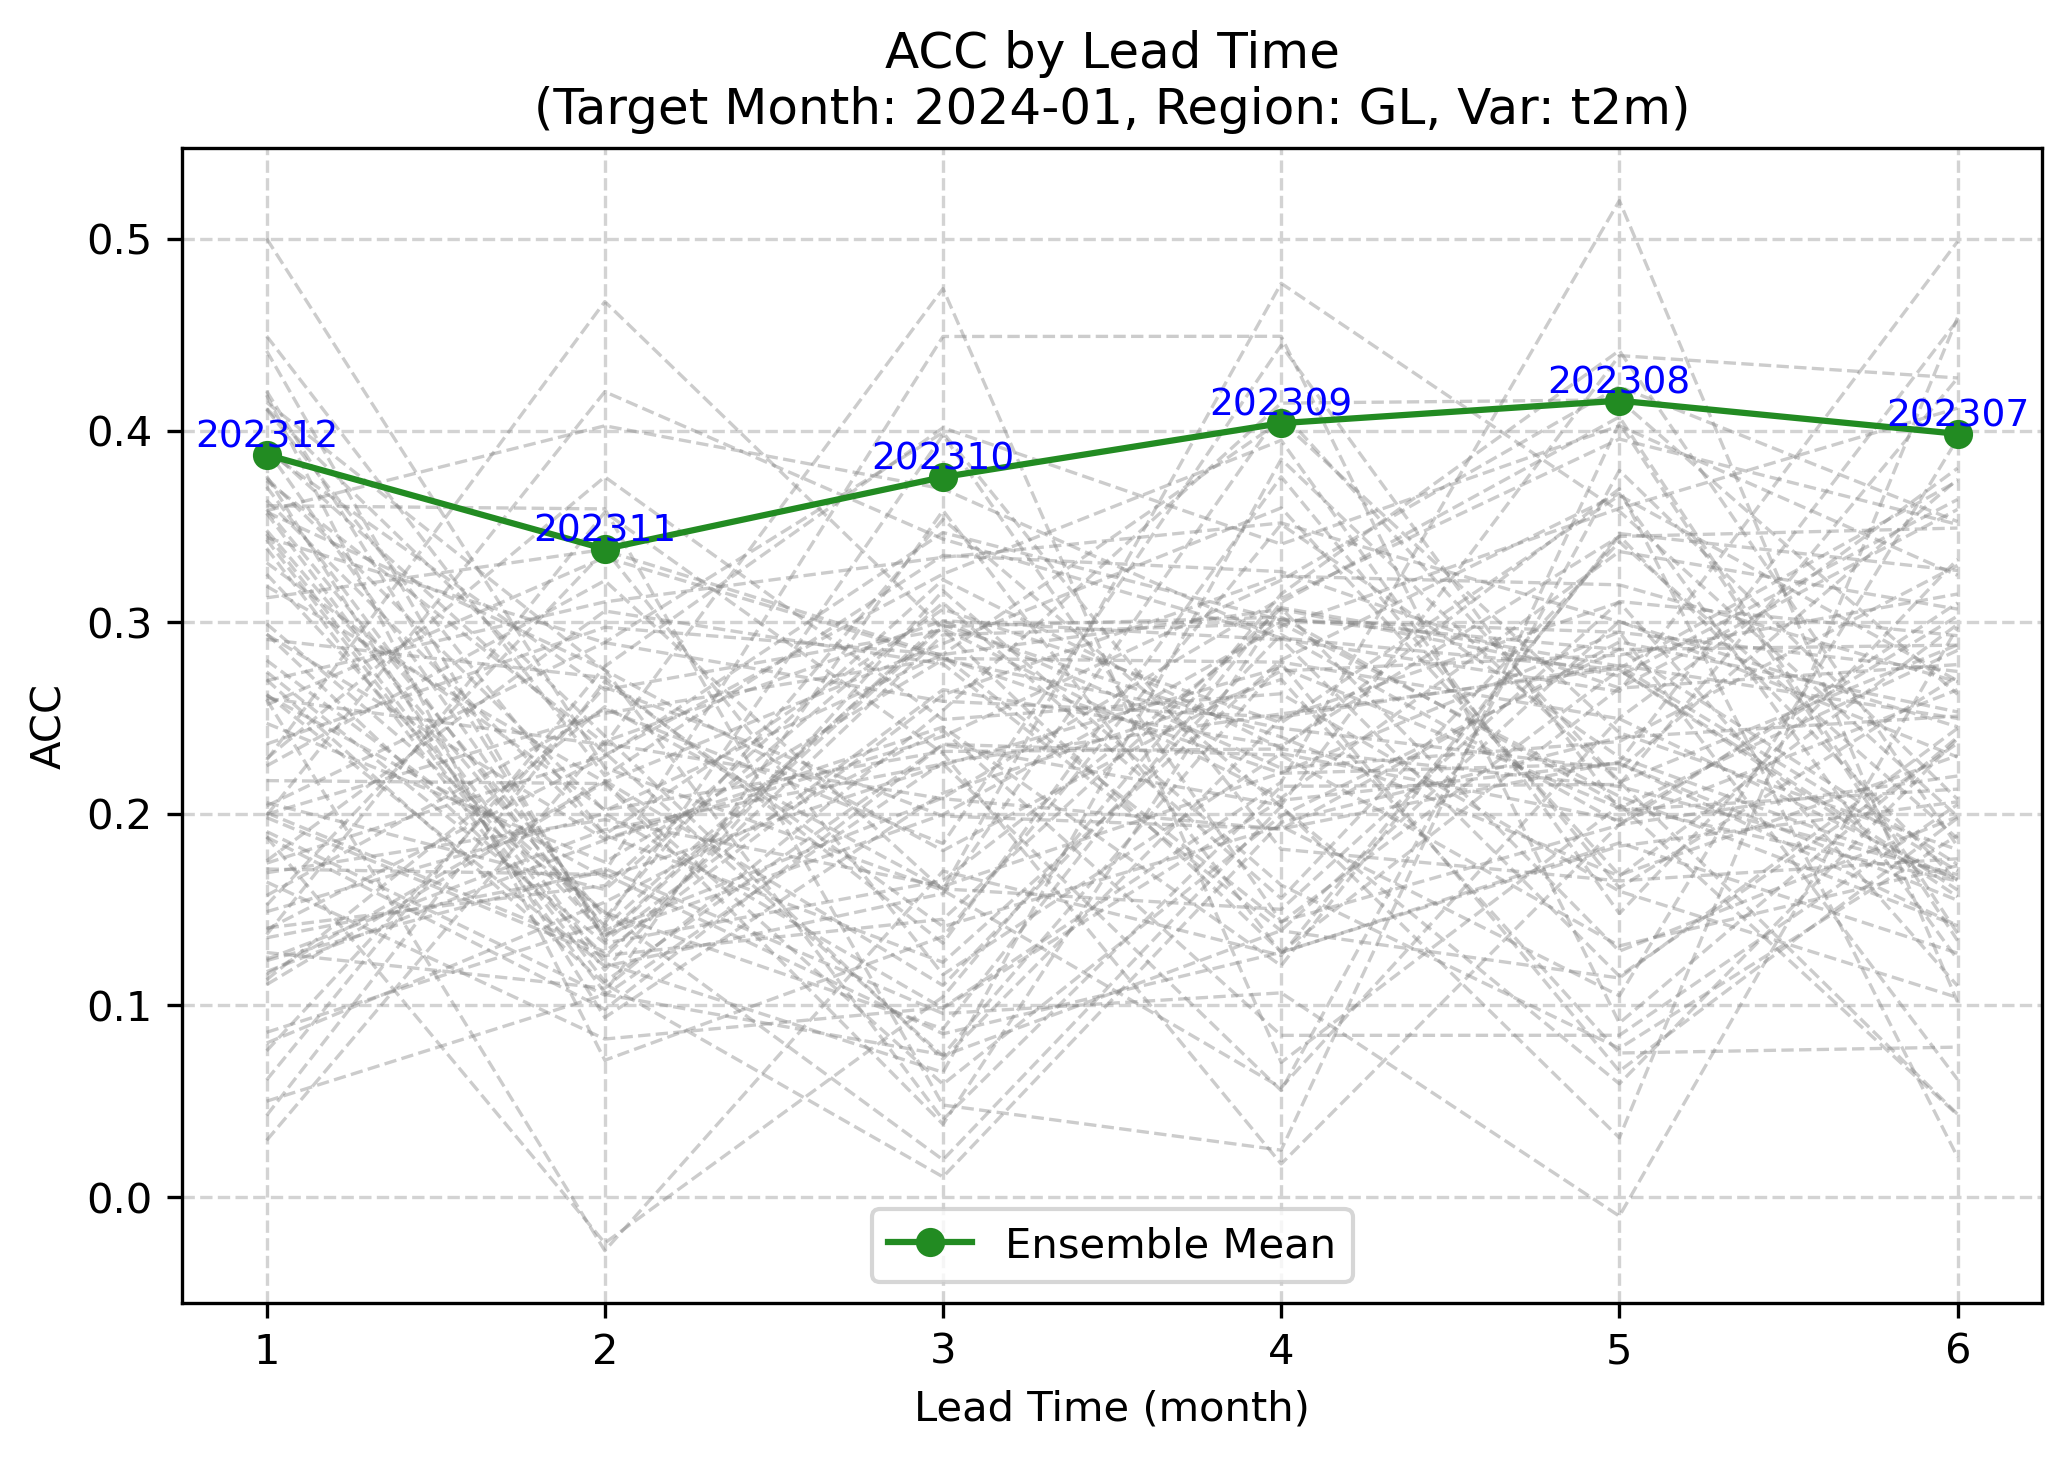 ACC by Lead Time
(Target Month: 2024-01, Region: GL, Var: t2m)
ACC
0.5
0.4
0.3
0.2
0.1
0.0
202312
202311
202310
202309
202308
202307
Ensemble Mean
1 2 3 4 5 6
Lead Time (month)